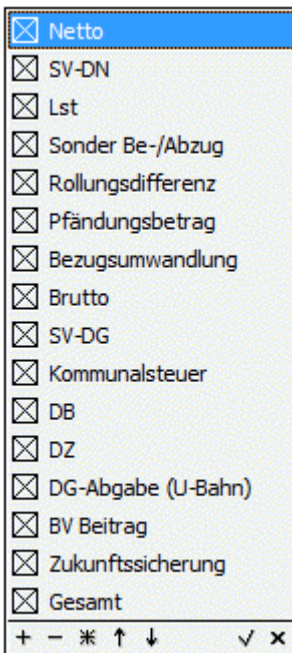 Netto
SV-DN
Lst
Sonder Be-/Abzug
Rollungsdifferenz
Pfändungsbetrag
Bezugsumwandlung
Brutto
SV-DG
Kommunalsteuer
DB
DZ
DG-Abgabe (U-Bahn)
BV Beitrag
Zukunftssicherung
Gesamt